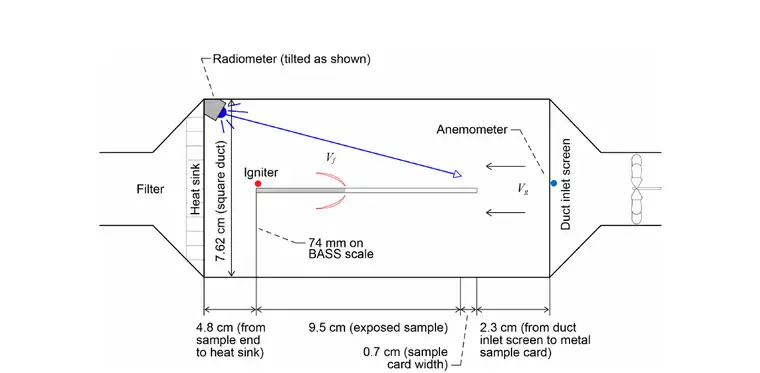 Radiometer (tilted as shown)
Anemometer
Vf
Igniter
Vg
Filter
Heat sink
7.62 cm (square duct)
Duct inlet screen
74 mm on
BASS scale
4.8 cm (from
sample end
to heat sink)
9.5 cm (exposed sample)
0.7 cm (sample
card width)
2.3 cm (from duct
inlet screen to metal
sample card)